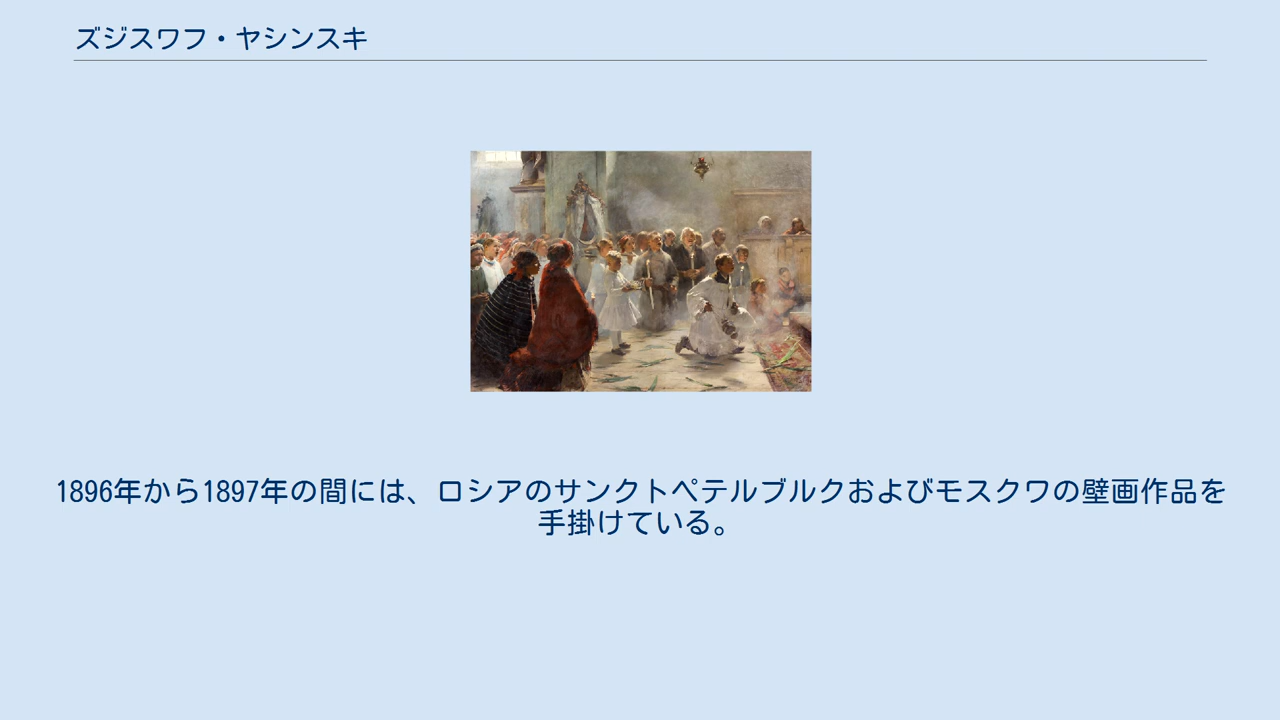 ズジスワフ・ヤシンスキ
1896年から1897年の間には、ロシアのサンクトペテルブルクおよびモスクワの壁画作品を
手掛けている。